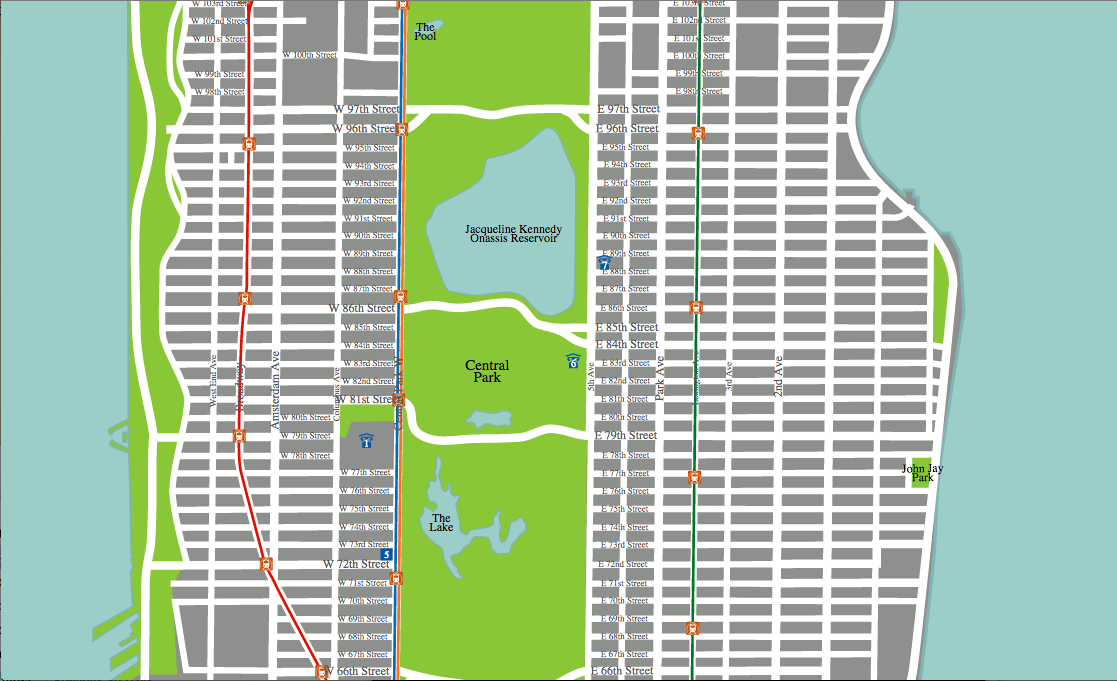 W 103rd Street
W 102nd Street
W 101st Street
W 100th Street
W 99th Street
W 98th Street
W 97th Street
W 96th Street
W 95th Street
W 94th Street
W 93rd Street
W 92nd Street
W 91st Street
W 90th Street
W 89th Street
W 88th Street
W 87th Street
W 86th Street
W 85th Street
W 84th Street
W 83rd Street
W 82nd Street
W 81st Street
W 80th Street
W 79th Street
W 78th Street
W 77th Street
W 76th Street
W 75th Street
W 74th Street
W 73rd Street
W 72th Street
W 71st Street
W 70th Street
W 69th Street
W 68th Street
W 67th Street
W 66th Street
West End Ave
Broadway
Amsterdam Ave
Columbus Ave
Central Park W
1
5
The
Pool
Jacqueline Kennedy
Onassis Reservoir
Central
Park
The
Lake
6
7
E 103rd Street
E 102nd Street
E 101st Street
E 100th Street
E 99th Street
E 98th Street
E 97th Street
E 96th Street
E 95th Street
E 94th Street
E 93rd Street
E 92nd Street
E 91st Street
E 90th Street
E 89th Street
E 88th Street
E 87th Street
E 86th Street
E 85th Street
E 84th Street
E 83rd Street
E 82nd Street
E 81th Street
E 80th Street
E 79th Street
E 78th Street
E 77th Street
E 76th Street
E 75th Street
E 74th Street
E 73rd Street
E 72nd Street
E 71st Street
E 70th Street
E 69th Street
E 68th Street
E 67th Street
E 66th Street
5th Ave
Park Ave
3rd Ave
2nd Ave
John Jay
Park